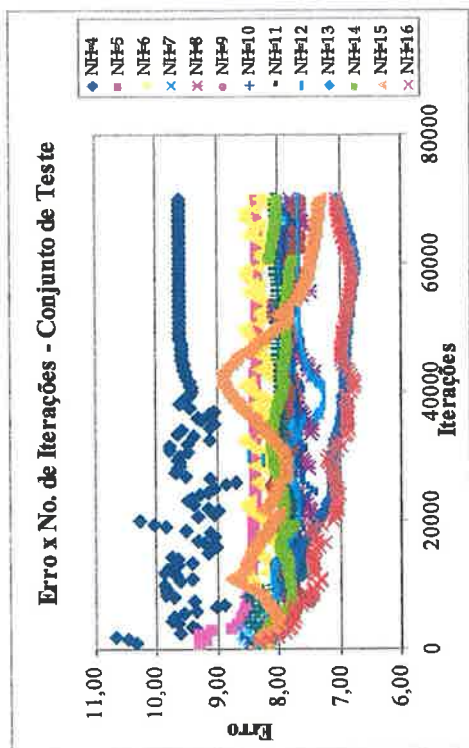 Erro x No. de Iterações - Conjunto de Teste
Erro
11,00
10,00
9,00
8,00
7,00
6,00
0
20000
40000
60000
80000
Iterações
NH=4
NH=5
NH=6
NH=7
NH=8
NH=9
NH=10
NH=11
NH=12
NH=13
NH=14
NH=15
NH=16